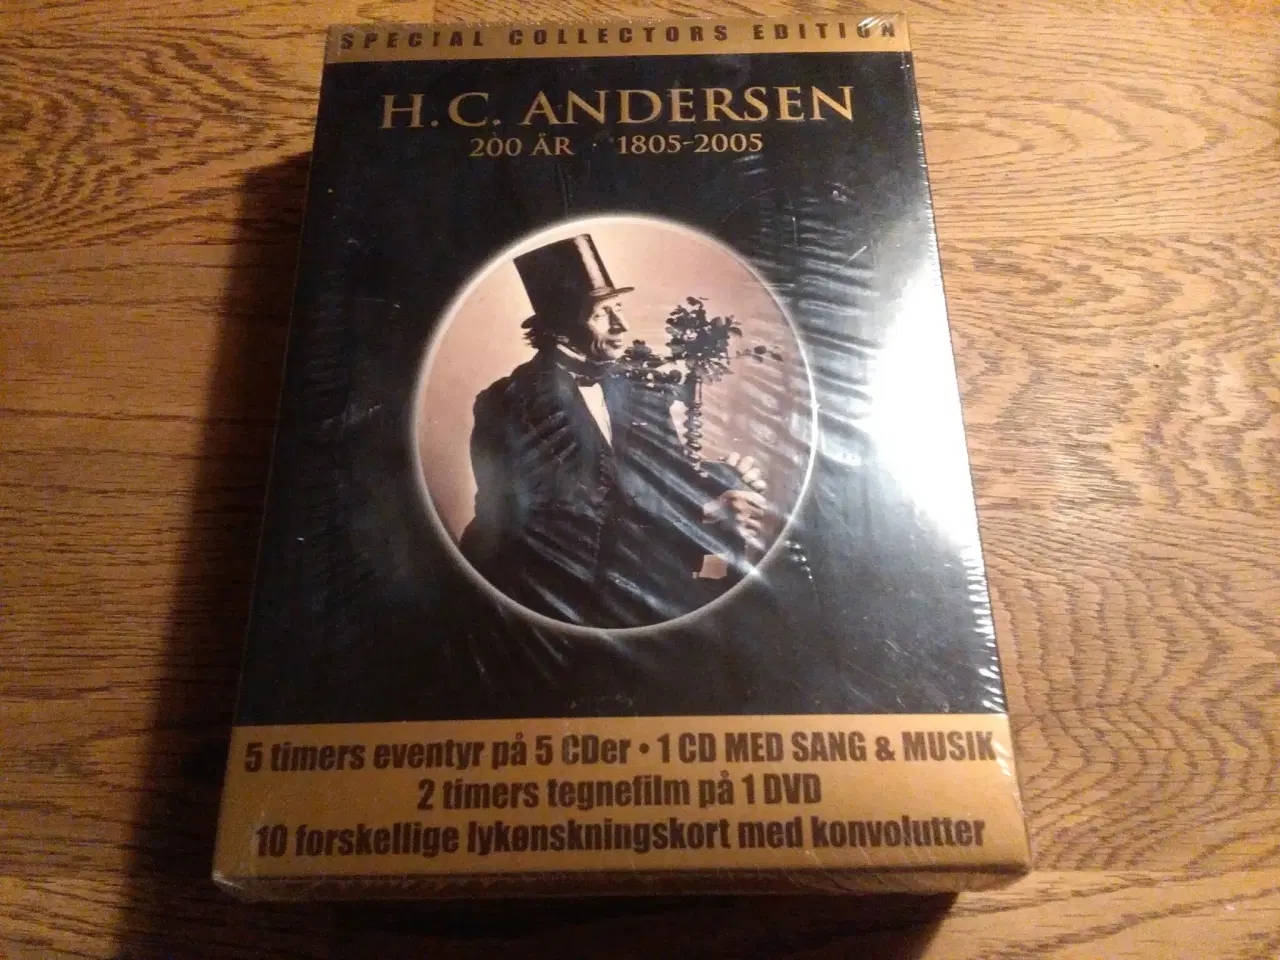 SPECIAL COLLECTORS EDITION
H.C. ANDERSEN
200 ÅR · 1805-2005
5 timers eventyr på 5 CDer • 1 CD MED SANG & MUSIK
2 timers tegnefilm på 1 DVD
10 forskellige lykønskningskort med konvolutter